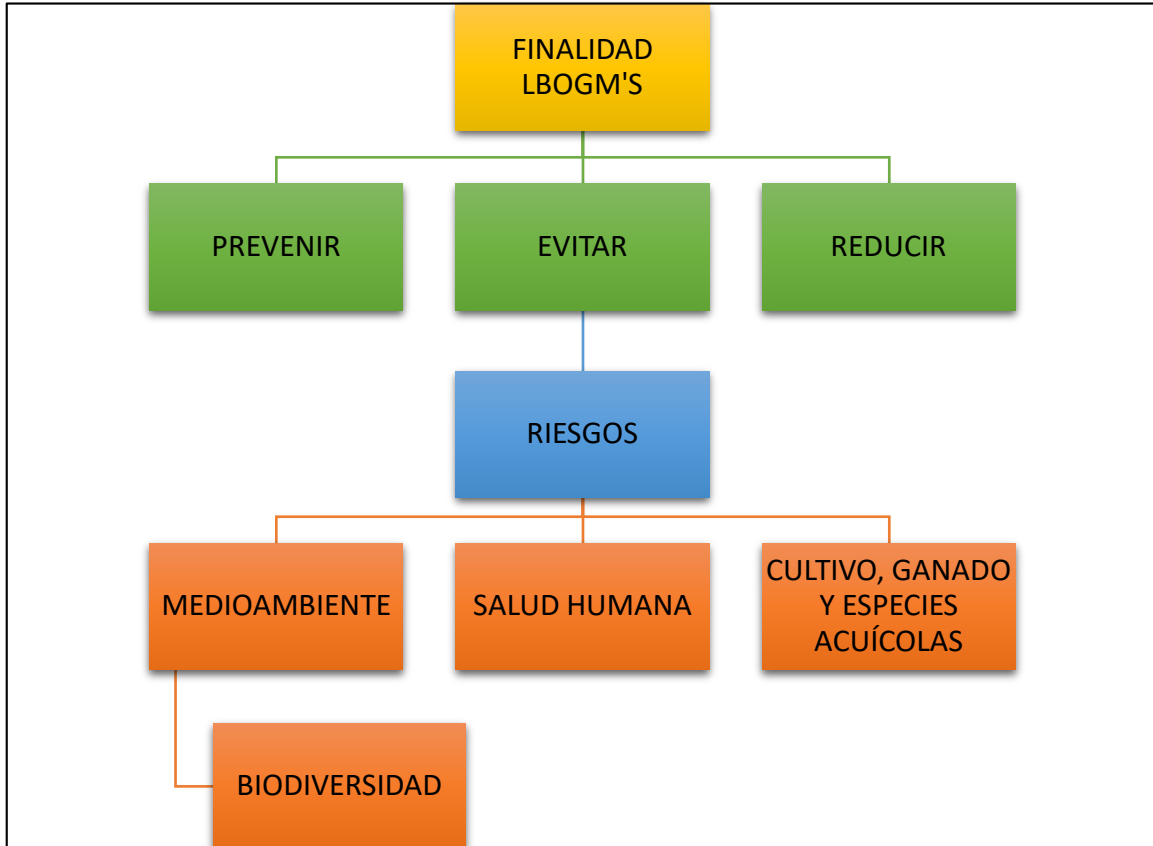 FINALIDAD
LBOGM'S
PREVENIR
EVITAR
REDUCIR
RIESGOS
MEDIOAMBIENTE
SALUD HUMANA
CULTIVO, GANADO
Y ESPECIES
ACUÍCOLAS
BIODIVERSIDAD